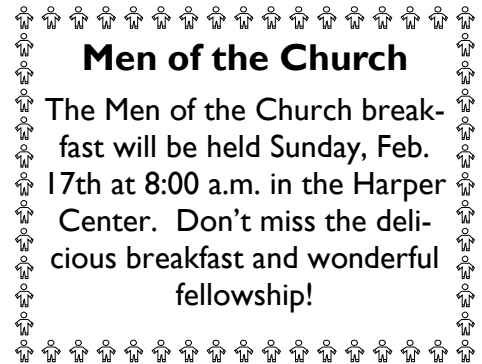 Men of the Church
The Men of the Church break-
fast will be held Sunday, Feb.
17th at 8:00 a.m. in the Harper
Center.  Don't miss the deli-
cious breakfast and wonderful
fellowship!